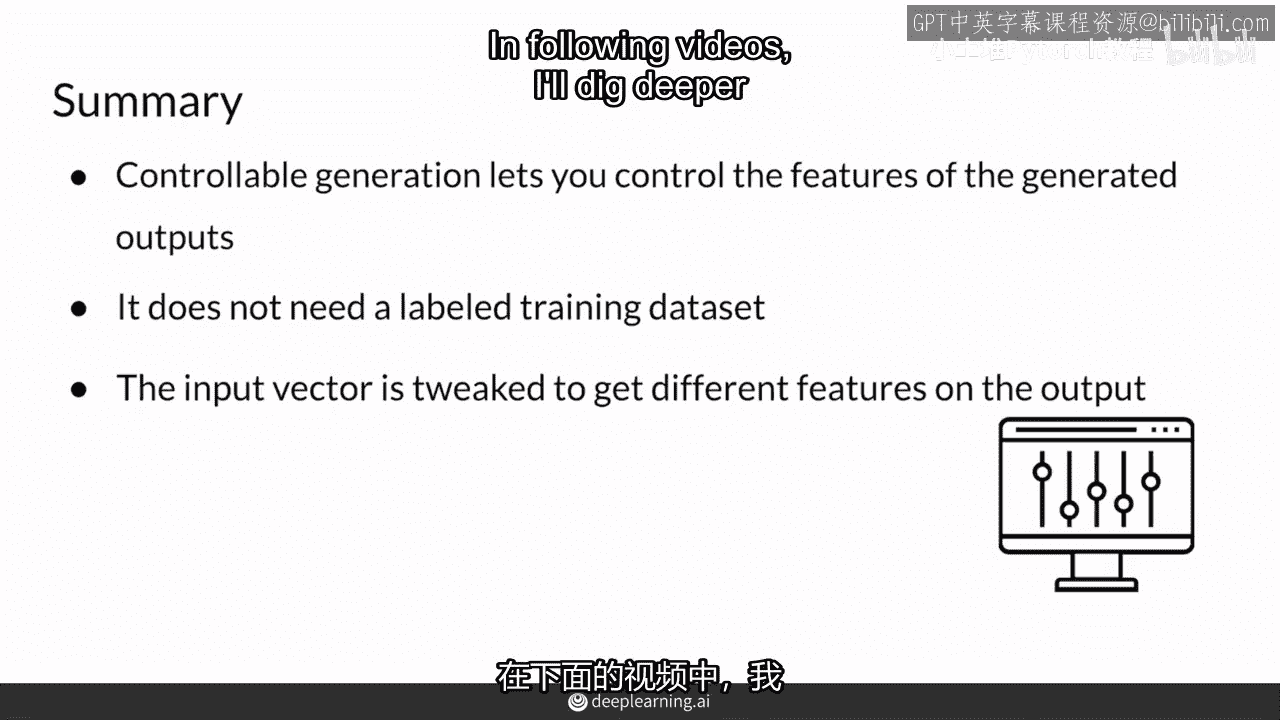 GPT中英字幕课程资源@bilibili.com
In following videos,
I'll dig deeper
Summary
● Controllable generation lets you control the features of the generated
outputs
● It does not need a labeled training dataset
● The input vector is tweaked to get different features on the output
在下面的视频中，我
deeplearning.ai